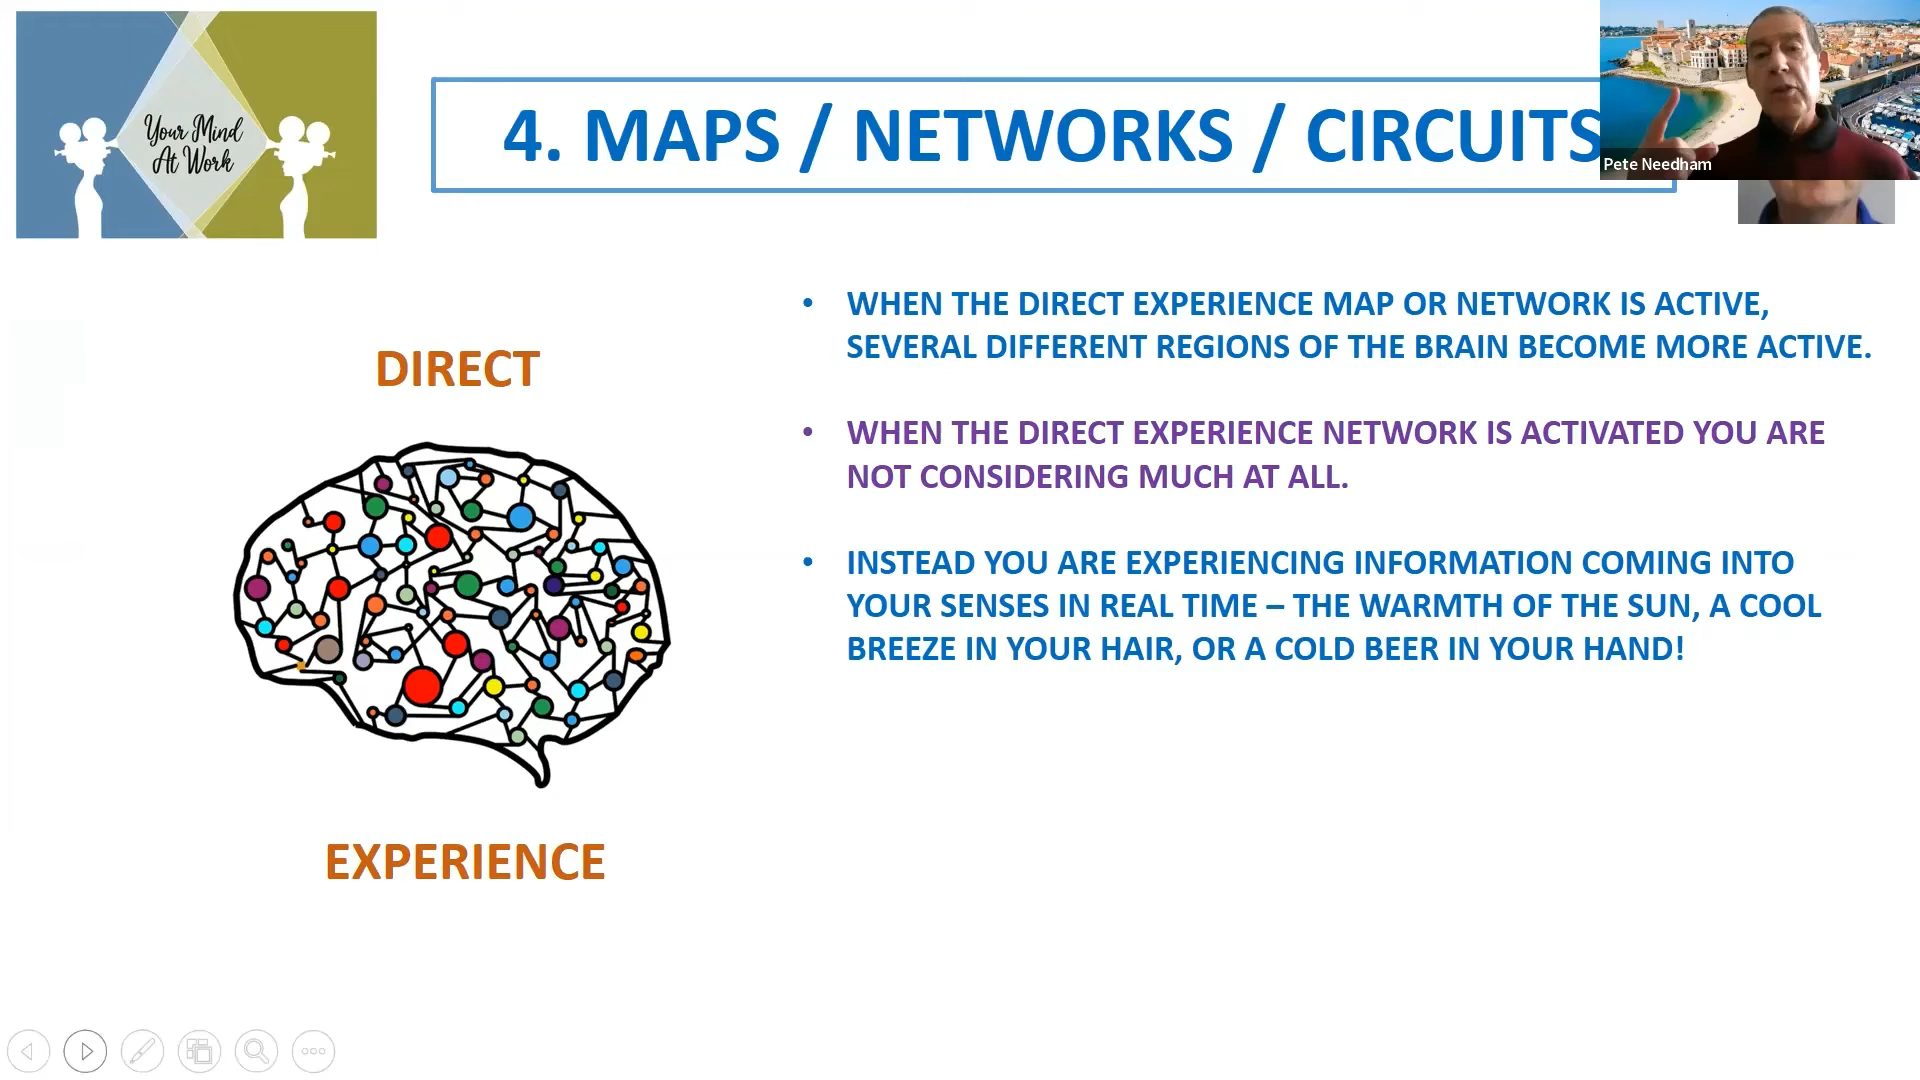 Your Mind
At Work
4. MAPS / NETWORKS / CIRCUITS
Pete Needham
DIRECT
EXPERIENCE
• WHEN THE DIRECT EXPERIENCE MAP OR NETWORK IS ACTIVE,
SEVERAL DIFFERENT REGIONS OF THE BRAIN BECOME MORE ACTIVE.
• WHEN THE DIRECT EXPERIENCE NETWORK IS ACTIVATED YOU ARE
NOT CONSIDERING MUCH AT ALL.
• INSTEAD YOU ARE EXPERIENCING INFORMATION COMING INTO
YOUR SENSES IN REAL TIME – THE WARMTH OF THE SUN, A COOL
BREEZE IN YOUR HAIR, OR A COLD BEER IN YOUR HAND!